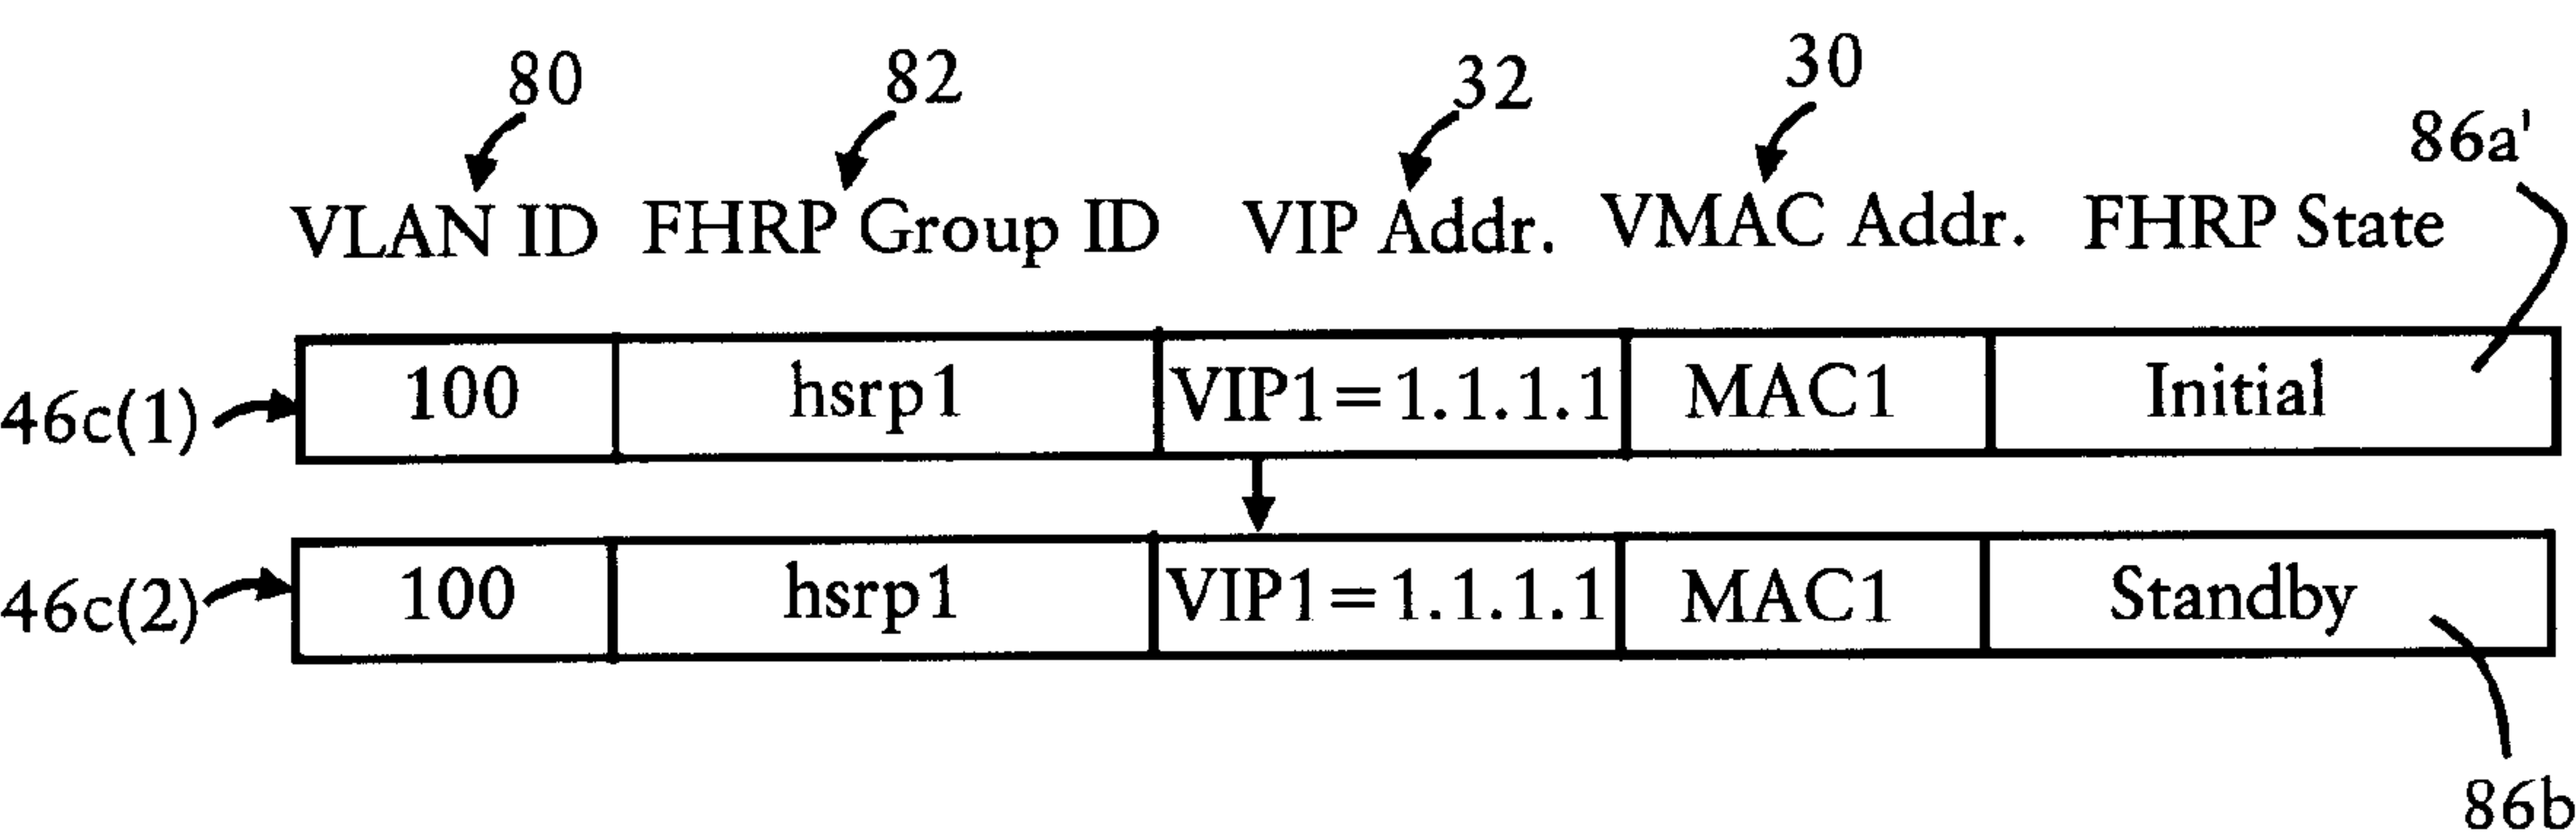 80 82 32 30
86a'
VLAN ID FHRP Group ID VIP Addr. VMAC Addr. FHRP State
46c(1) 100 hsrp1 VIP1=1.1.1.1 MAC1 Initial
46c(2) 100 hsrp1 VIP1=1.1.1.1 MAC1 Standby
86b